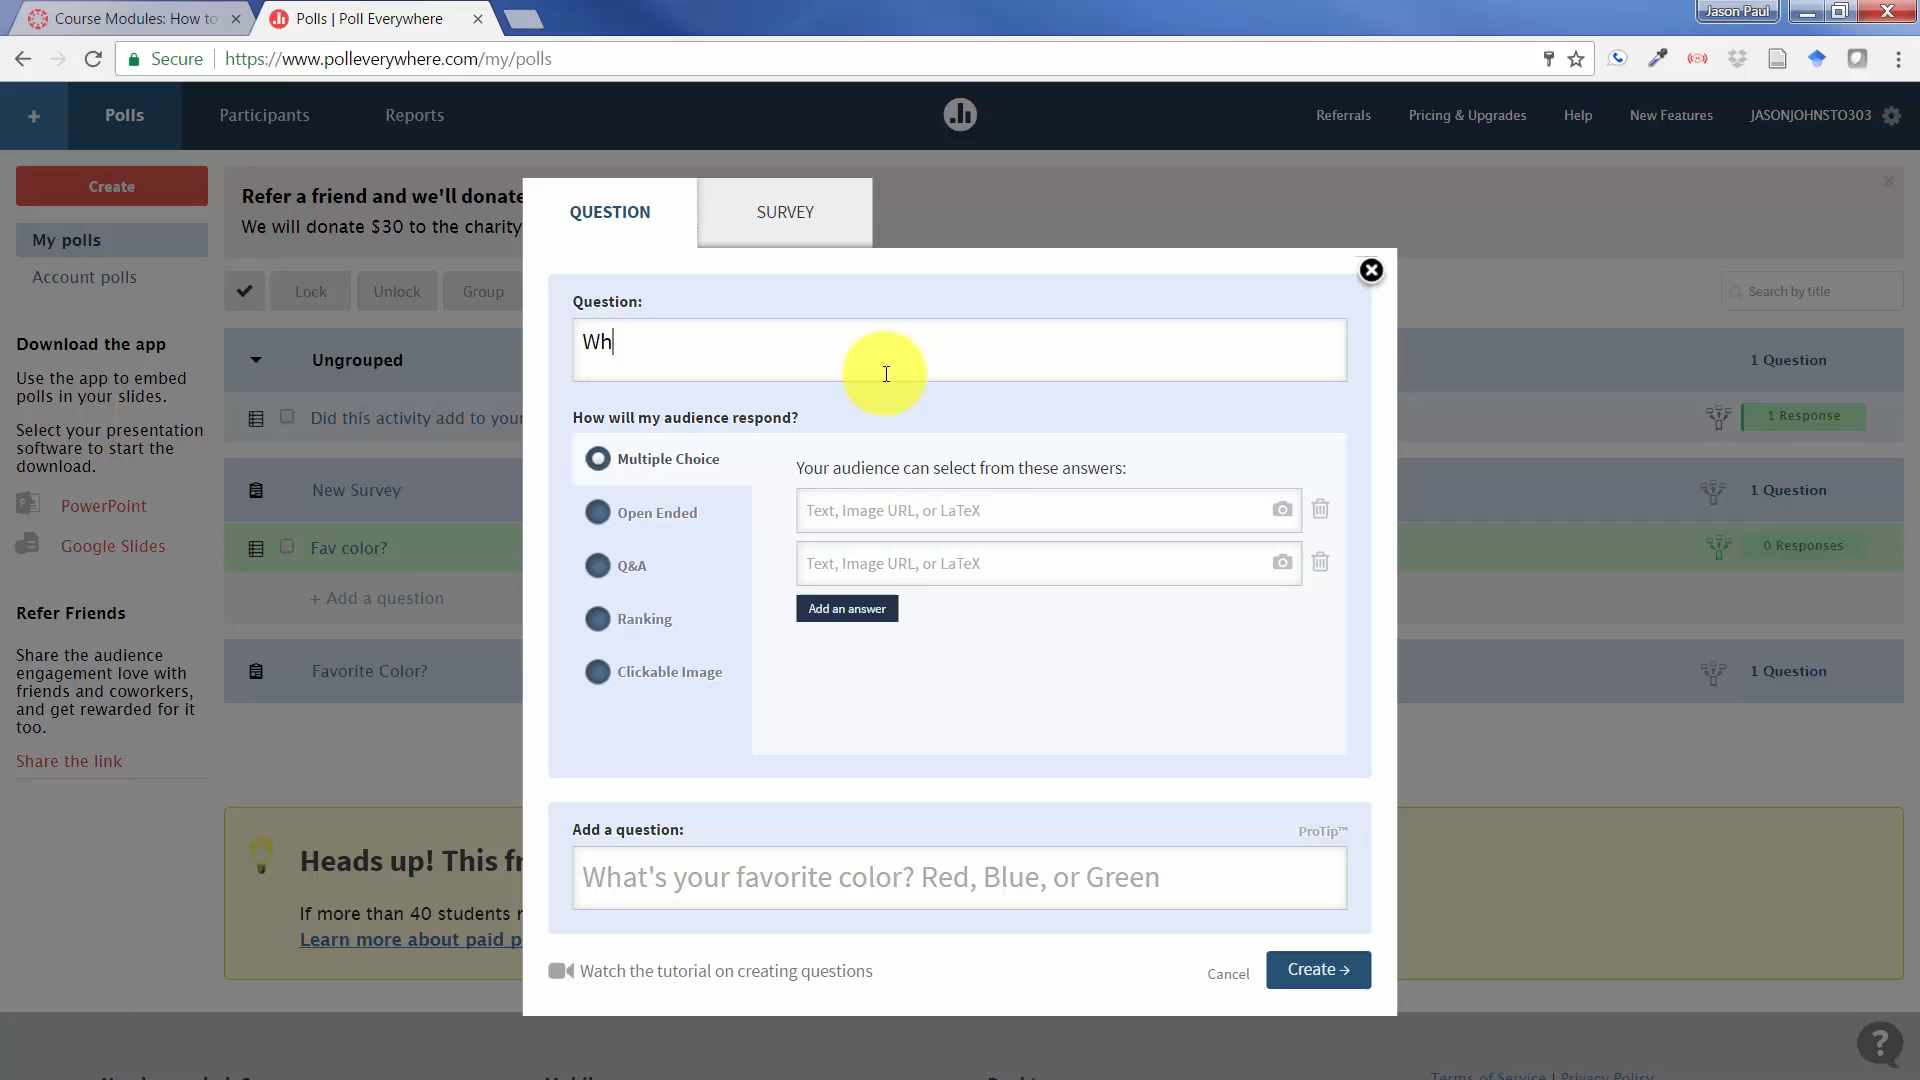 Course Modules: How to
Polls | Poll Everywhere
Jason Paul
Secure
https://www.polleverywhere.com/my/polls
+
Polls
Participants
Reports
Referrals
Pricing & Upgrades
Help
New Features
JASONJOHNSTO303
Create
My polls
Account polls
Download the app
Use the app to embed
polls in your slides.
Select your presentation
software to start the
download.
PowerPoint
Google Slides
Refer Friends
Share the audience
engagement love with
friends and coworkers,
and get rewarded for it
too.
Share the link
Refer a friend and we'll donate
We will donate $30 to the charity
Lock
Unlock
Group
Search by title
Ungrouped
1 Question
Did this activity add to your
1 Response
New Survey
1 Question
Fav color?
0 Responses
+ Add a question
Favorite Color?
1 Question
Heads up! This fr
If more than 40 students
Learn more about paid p
QUESTION
SURVEY
Question:
Wh
How will my audience respond?
Multiple Choice
Open Ended
Q&A
Ranking
Clickable Image
Your audience can select from these answers:
Text, Image URL, or LaTeX
Text, Image URL, or LaTeX
Add an answer
Add a question:
ProTip™
What's your favorite color? Red, Blue, or Green
Watch the tutorial on creating questions
Cancel
Create →
?
Terms of Service | Privacy Policy